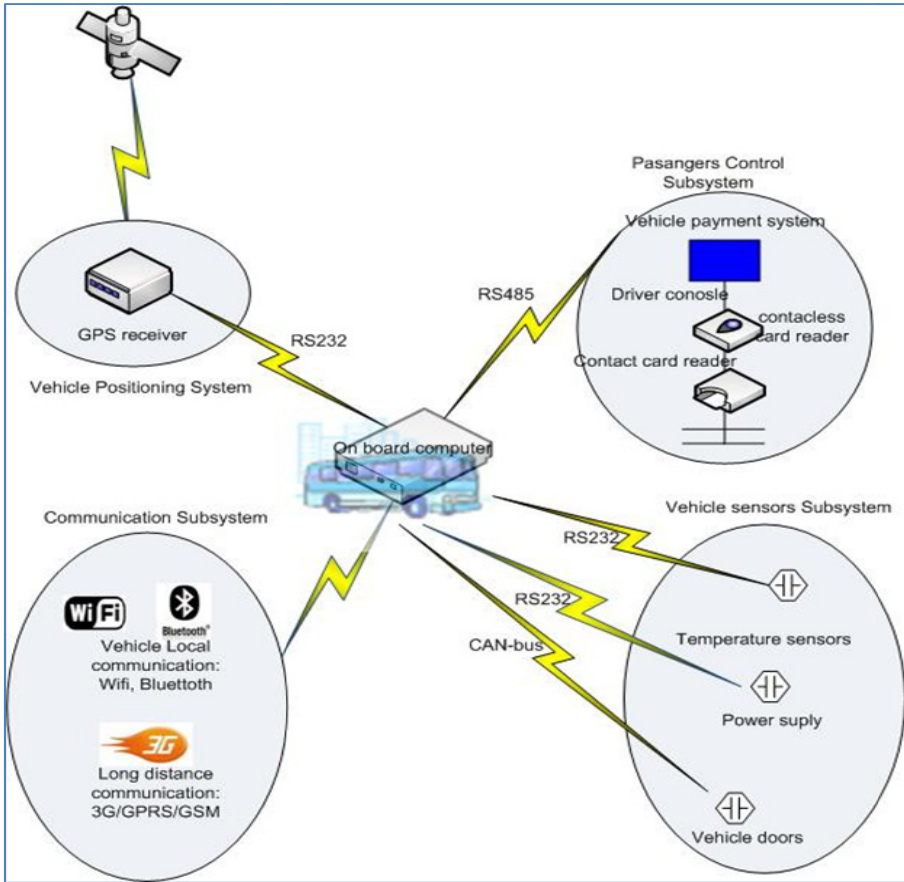 Pasangers Control
Subsystem
Vehicle payment system
Driver conosle
contacless
card reader
Contact card reader
RS485
GPS receiver
RS232
Vehicle Positioning System
On board computer
Communication Subsystem
WiFi
Bluetooth®
Vehicle Local
communication:
Wifi, Bluettoth
3G
Long distance
communication:
3G/GPRS/GSM
Vehicle sensors Subsystem
RS232
RS232
CAN-bus
Temperature sensors
Power suply
Vehicle doors